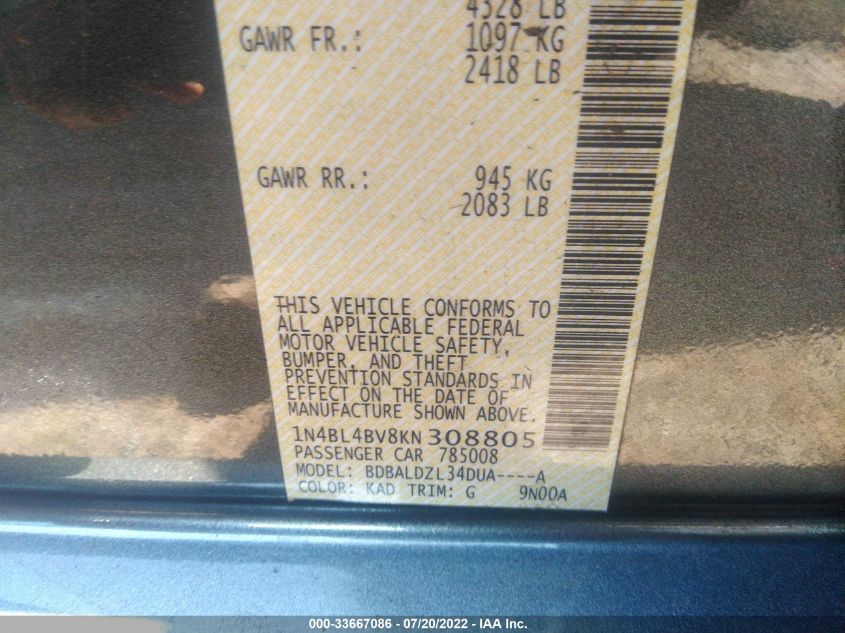 4328 LB
GAWR FR.: 1097 KG
2418 LB
GAWR RR.: 945 KG
2083 LB
THIS VEHICLE CONFORMS TO
ALL APPLICABLE FEDERAL
MOTOR VEHICLE SAFETY,
BUMPER, AND THEFT
PREVENTION STANDARDS IN
EFFECT ON THE DATE OF
MANUFACTURE SHOWN ABOVE.
1N4BL4BV8KN308805
PASSENGER CAR 785008
MODEL: BDBALDZL34DUA----A
COLOR: KAD TRIM: G 9N00A
000-33667086 - 07/20/2022 - IAA Inc.